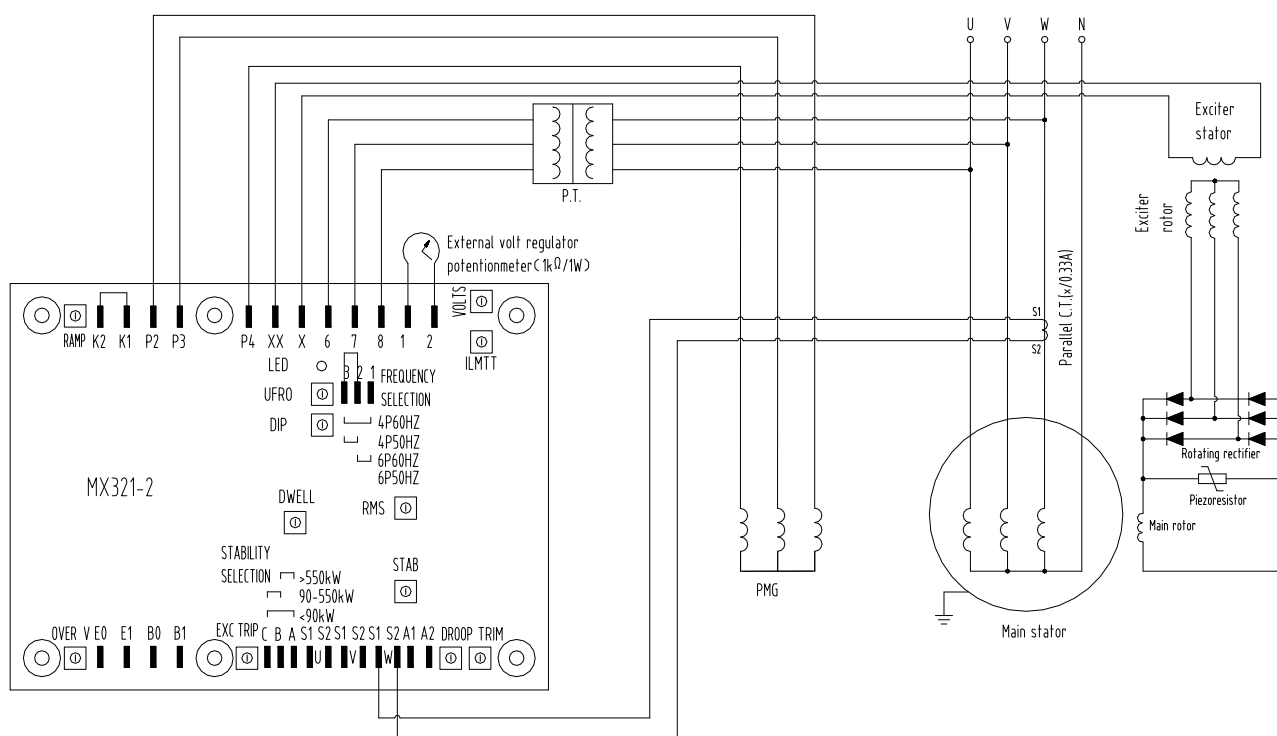 U V W N
Exciter
stator
P.T.
Exciter
rotor
External volt regulator
potentionmeter(1kΩ/1W)
Parallel C.T.(x/0.33A)
VOLTS
RAMP K2 K1 P2 P3 P4 XX X 6 7 8 1 2
S1
S2
ILMTT
LED
3 2 1 FREQUENCY
UFRO
SELECTION
DIP
4P60HZ
4P50HZ
6P60HZ
6P50HZ
Rotating rectifier
Piezoresistor
Main rotor
MX321-2
DWELL
RMS
STABILITY
SELECTION
>550kW
90-550kW
<90kW
STAB
PMG
Main stator
OVER V E0 E1 B0 B1 EXC TRIP C B A S1 S2 S1 S2 S1 S2 A1 A2 DROOP TRIM
U V W